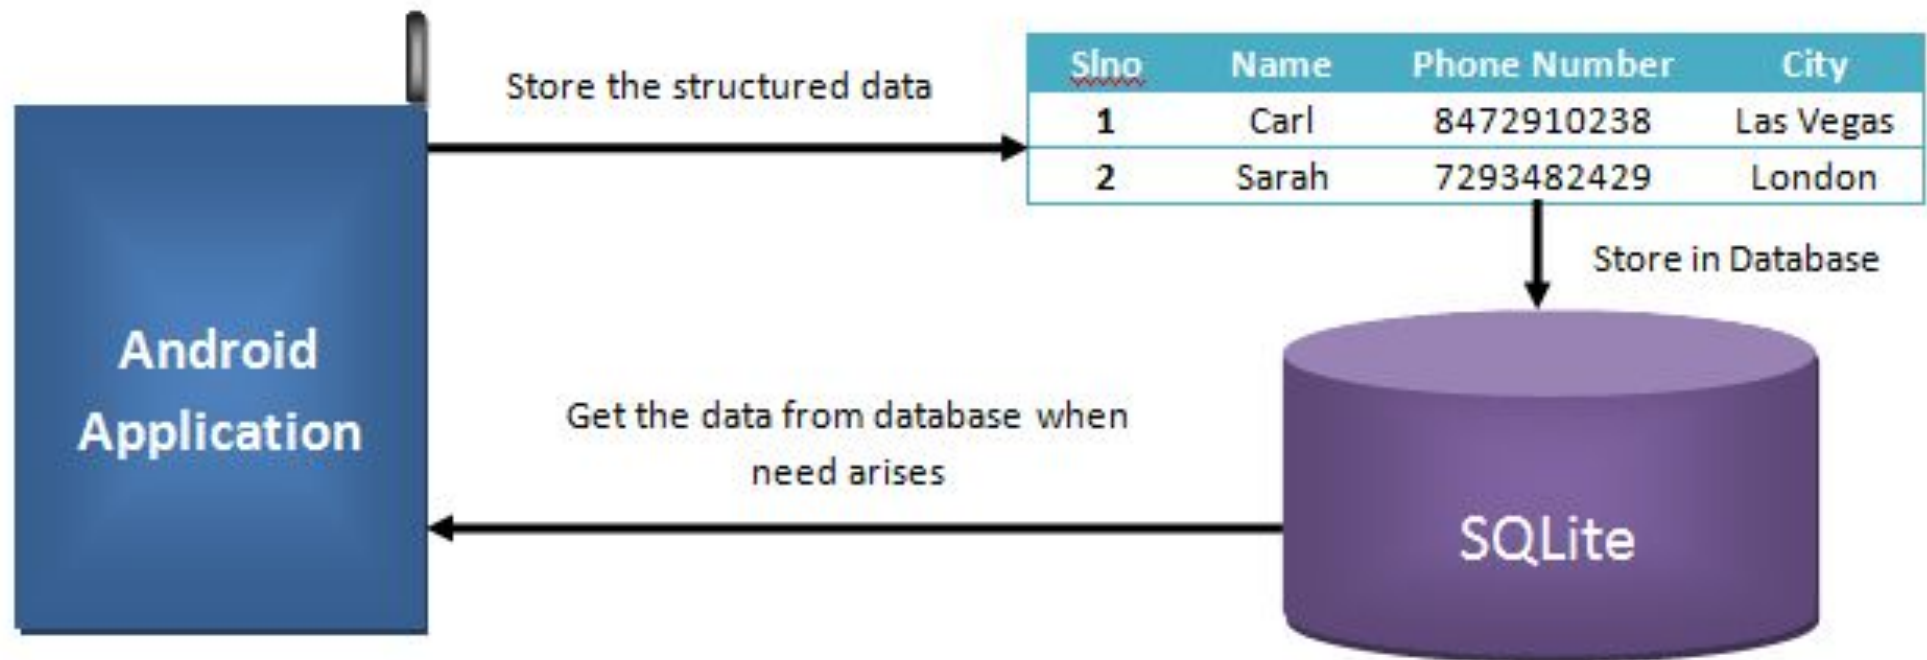 Store the structured data
Slno Name Phone Number City
1 Carl 8472910238 Las Vegas
2 Sarah 7293482429 London
Store in Database
Android
Application
Get the data from database when
need arises
SQLite